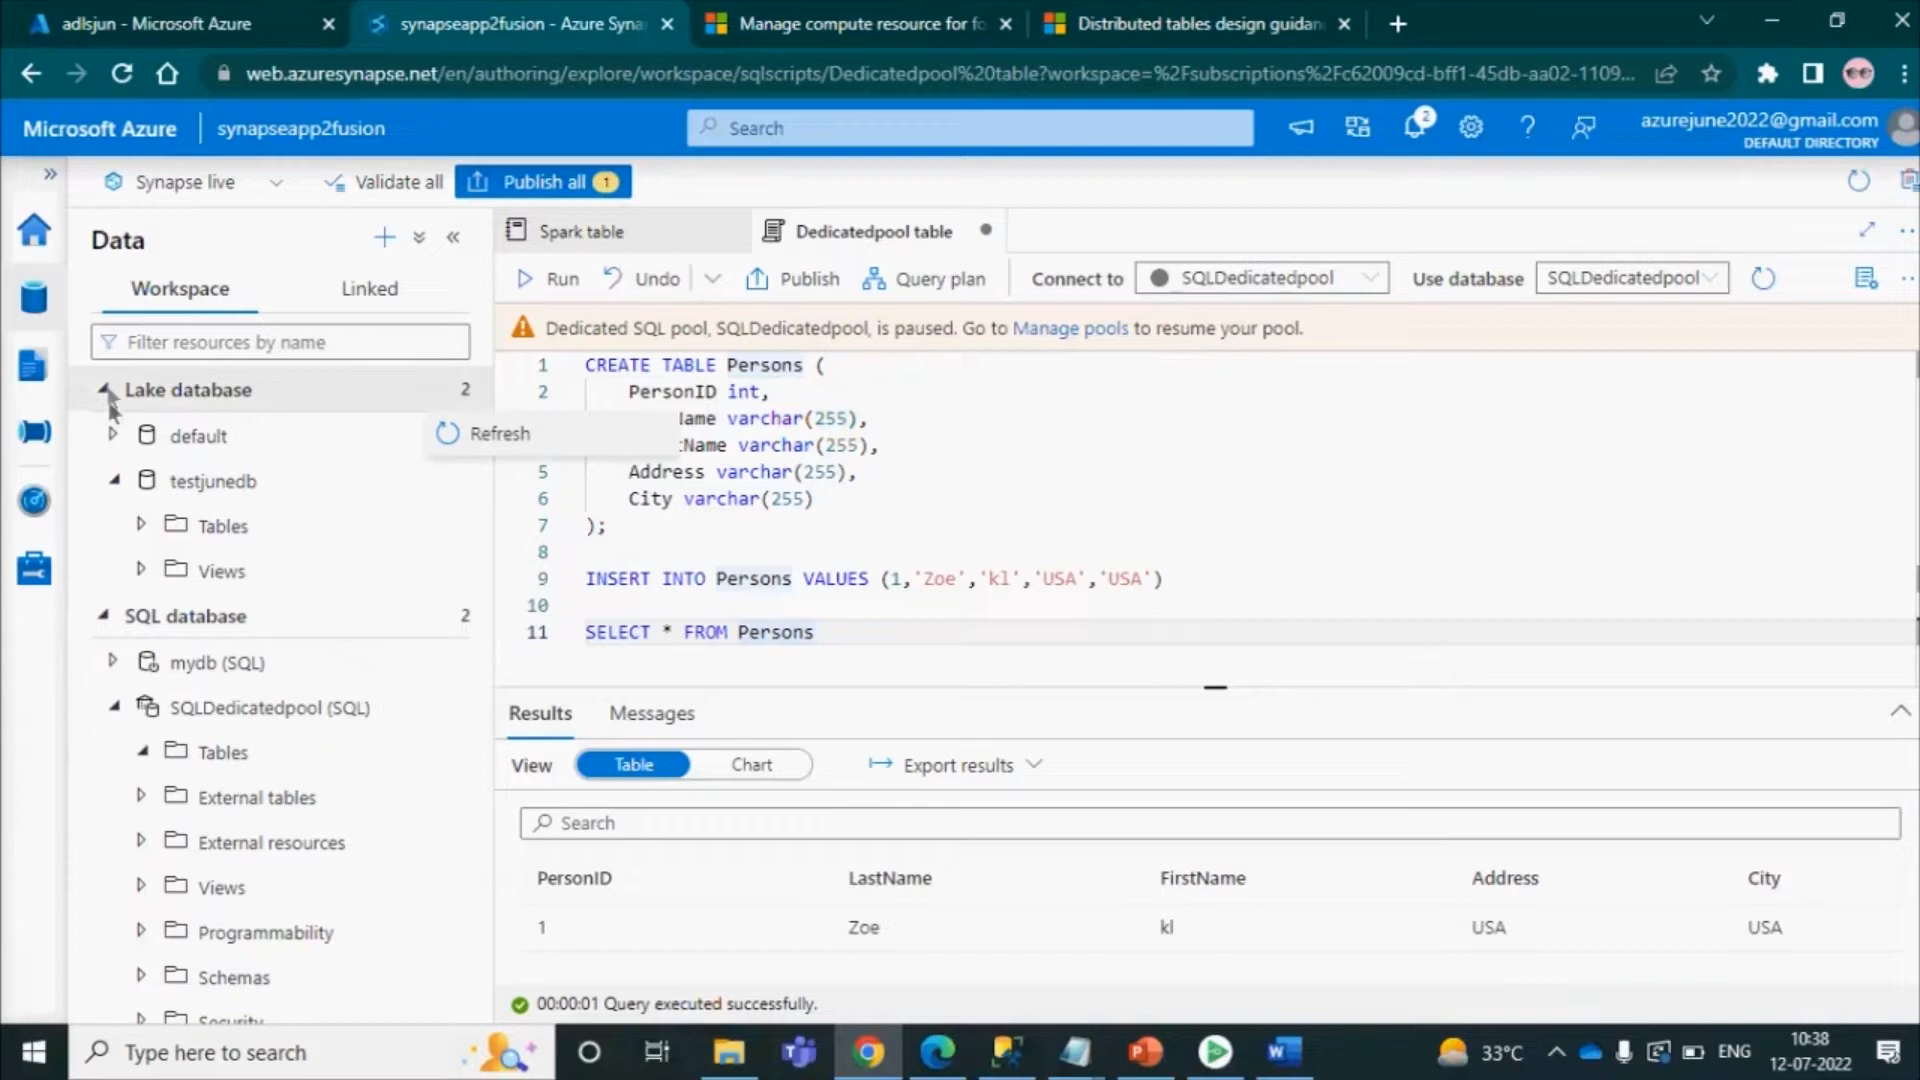 adlsjun - Microsoft Azure
synapseapp2fusion - Azure Syna
Manage compute resource for fo
Distributed tables design guidan
web.azuresynapse.net/en/authoring/explore/workspace/sqlscripts/Dedicatedpool%20table?workspace=%2Fsubscriptions%2Fc62009cd-bff1-45db-aa02-1109...
Microsoft Azure
synapseapp2fusion
Search
2
azurejune2022@gmail.com
DEFAULT DIRECTORY
Synapse live
Validate all
Publish all 1
Data
Workspace
Linked
Filter resources by name
Lake database 2
default
testjunedb
Tables
Views
SQL database 2
mydb (SQL)
SQLDedicatedpool (SQL)
Tables
External tables
External resources
Views
Programmability
Schemas
Security
Refresh
Spark table
Dedicatedpool table
Run
Undo
Publish
Query plan
Connect to
SQLDedicatedpool
Use database
SQLDedicatedpool
Dedicated SQL pool, SQLDedicatedpool, is paused. Go to Manage pools to resume your pool.
1 CREATE TABLE Persons (
2 PersonID int,
Name varchar(255),
tName varchar(255),
5 Address varchar(255),
6 City varchar(255)
7 );
8
9 INSERT INTO Persons VALUES (1,'Zoe','kl','USA','USA')
10
11 SELECT * FROM Persons
Results
Messages
View
Table
Chart
Export results
Search
PersonID LastName FirstName Address City
1 Zoe kl USA USA
00:00:01 Query executed successfully.
Type here to search
33°C
ENG
10:38
12-07-2022